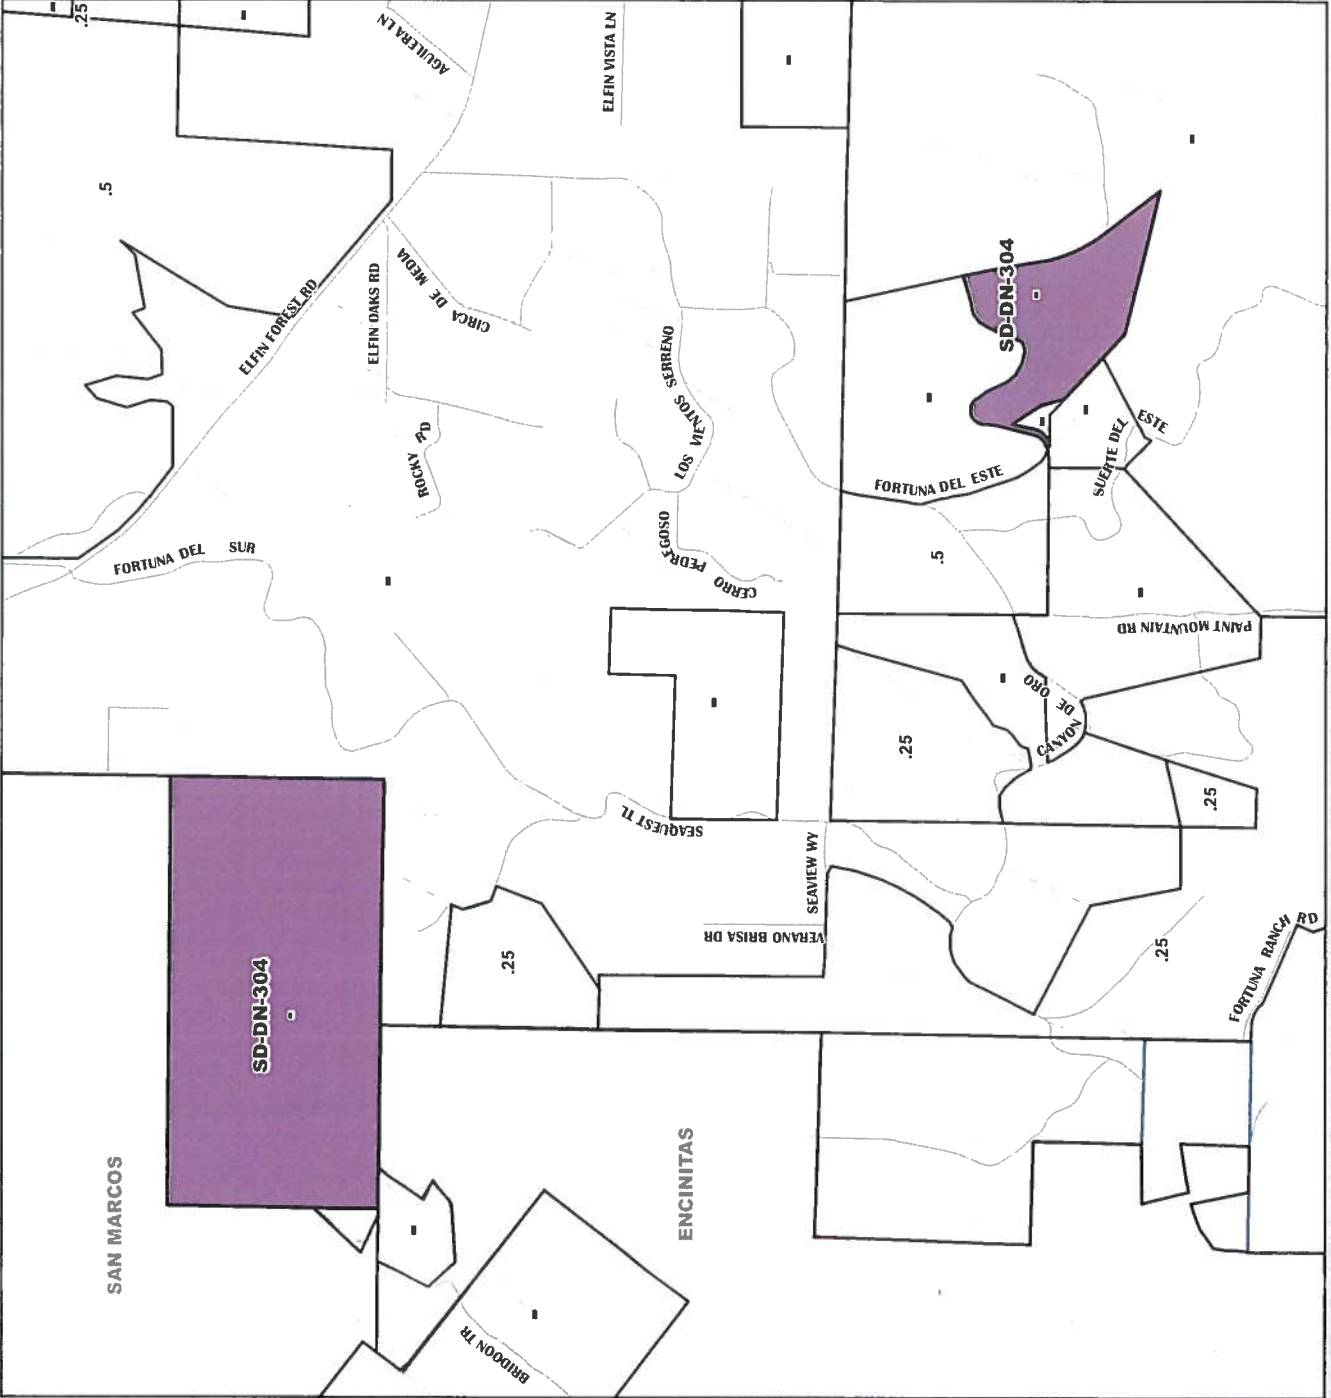 .25
AGUILERA LN
ELFIN VISTA LN
.5
ELFIN FOREST RD
ELFIN OAKS RD
CIRCA DE MEDIA
SD-DN-304
LOS VIENTOS SERRENO
ROCKY RD
FORTUNA DEL ESTE
SUERTE DEL ESTE
FORTUNA DEL SUR
CERRO PEDREGOSO
.5
PAINT MOUNTAIN RD
CANYON DE ORO
.25
.25
SEAQUEST TL
SEAVIEW WY
VERANO BRISA DR
.25
.25
FORTUNA RANCH RD
SD-DN-304
SAN MARCOS
ENCINITAS
BRIDOON TR